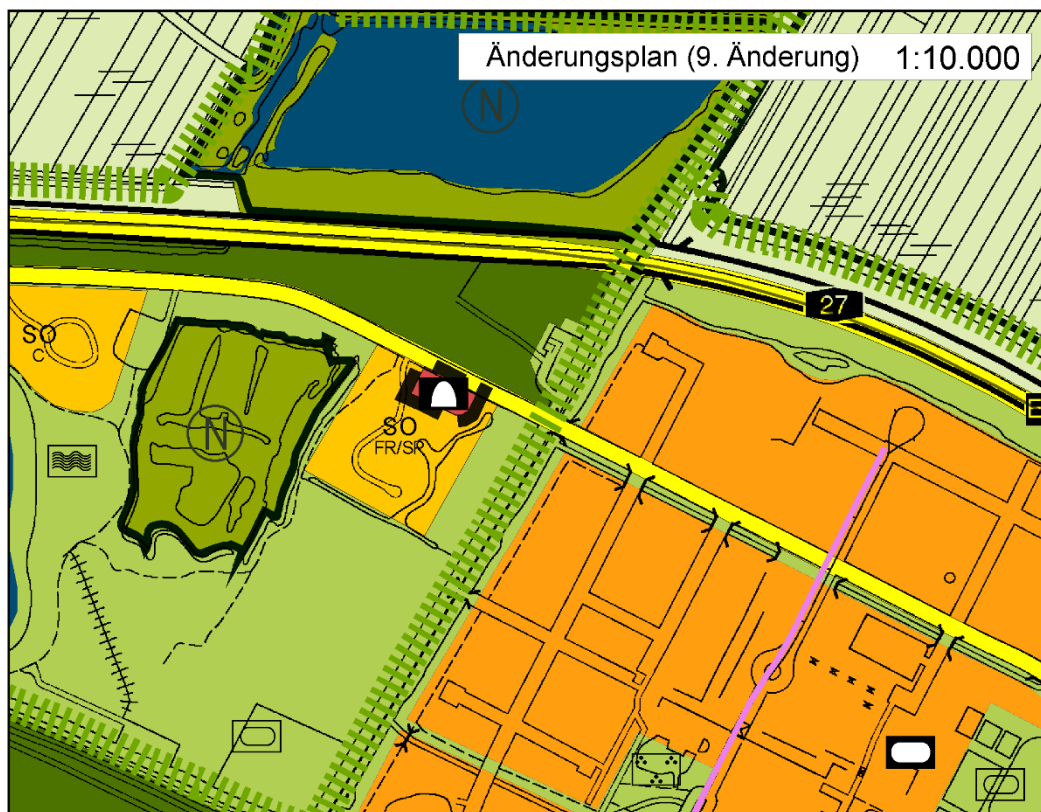 Änderungsplan (9. Änderung) 1:10.000
N
27
SO
C
N
SO
FR/SP